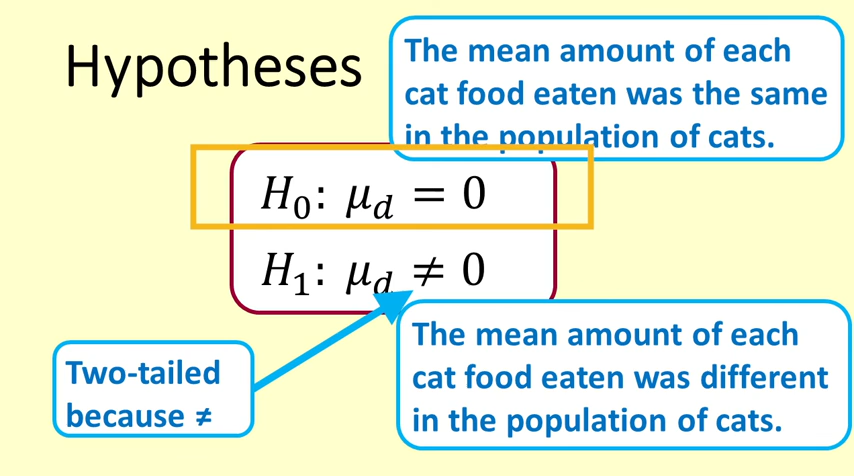 Hypotheses
The mean amount of each
cat food eaten was the same
in the population of cats.
H₀: μ_d = 0
H₁: μ_d ≠ 0
Two-tailed
because ≠
The mean amount of each
cat food eaten was different
in the population of cats.